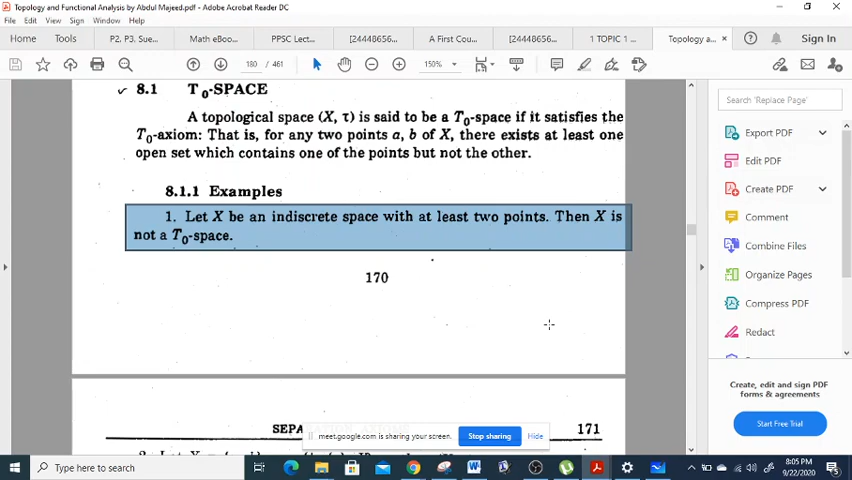 Topology and Functional Analysis by Abdul Majeed.pdf - Adobe Acrobat Reader DC
File Edit View Sign Window Help
Home Tools P2, P3. Sue... Math eBoo... PPSC Lect... [24448656... A First Cou... [24448656... 1 TOPIC 1 ... Topology a... Sign In
180 / 461 150%
8.1 T0-SPACE
A topological space (X, τ) is said to be a T0-space if it satisfies the
T0-axiom: That is, for any two points a, b of X, there exists at least one
open set which contains one of the points but not the other.
8.1.1 Examples
1. Let X be an indiscrete space with at least two points. Then X is
not a T0-space.
170
171
meet.google.com is sharing your screen. Stop sharing Hide
Search 'Replace Page'
Export PDF
Edit PDF
Create PDF
Comment
Combine Files
Organize Pages
Compress PDF
Redact
Create, edit and sign PDF
forms & agreements
Start Free Trial
Type here to search
8:05 PM
9/22/2020